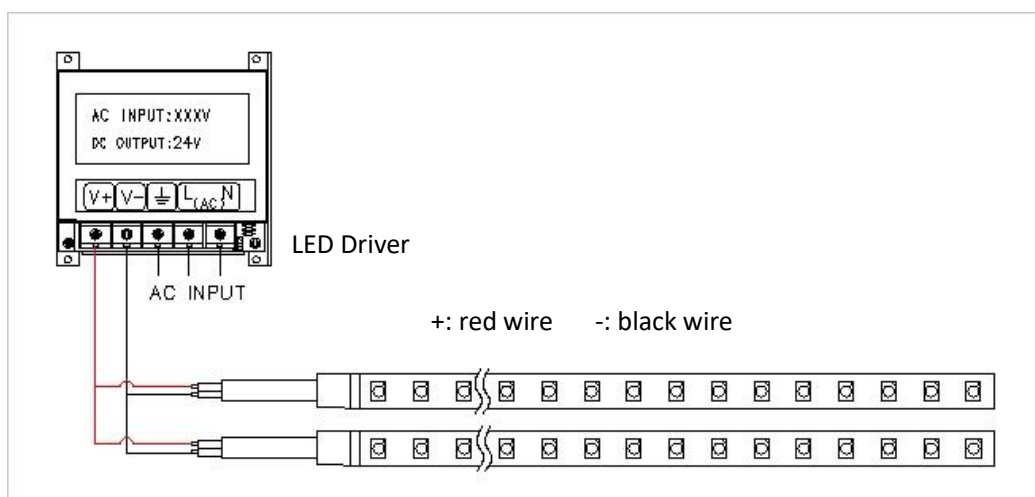 AC INPUT:XXXV
DC OUTPUT:24V
V+ V- L(AC)N
LED Driver
AC INPUT
+: red wire -: black wire